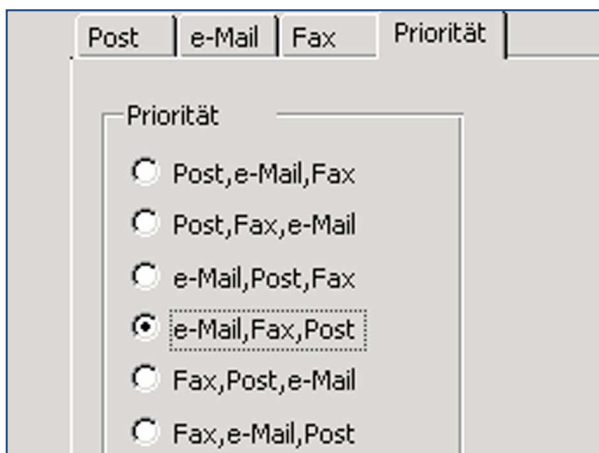 Post e-Mail Fax Priorität
Priorität
Post,e-Mail,Fax
Post,Fax,e-Mail
e-Mail,Post,Fax
e-Mail,Fax,Post
Fax,Post,e-Mail
Fax,e-Mail,Post